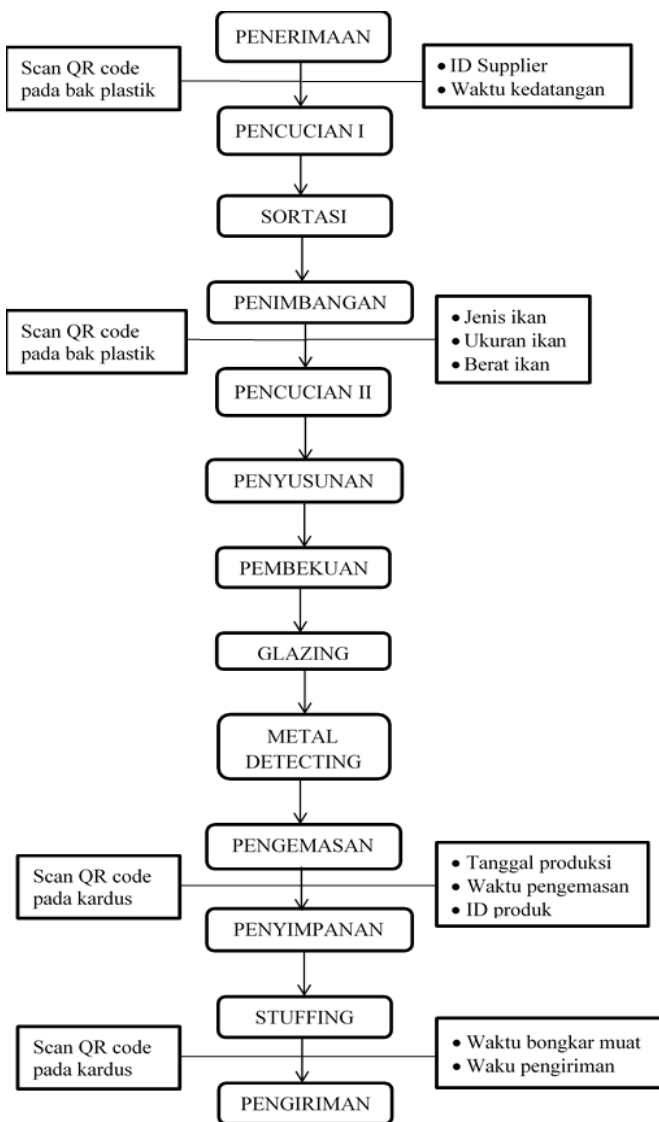 PENERIMAAN
Scan QR code
pada bak plastik
• ID Supplier
• Waktu kedatangan
PENCUCIAN I
SORTASI
PENIMBANGAN
Scan QR code
pada bak plastik
• Jenis ikan
• Ukuran ikan
• Berat ikan
PENCUCIAN II
PENYUSUNAN
PEMBEKUAN
GLAZING
METAL
DETECTING
PENGEMASAN
Scan QR code
pada kardus
• Tanggal produksi
• Waktu pengemasan
• ID produk
PENYIMPANAN
STUFFING
Scan QR code
pada kardus
• Waktu bongkar muat
• Waku pengiriman
PENGIRIMAN